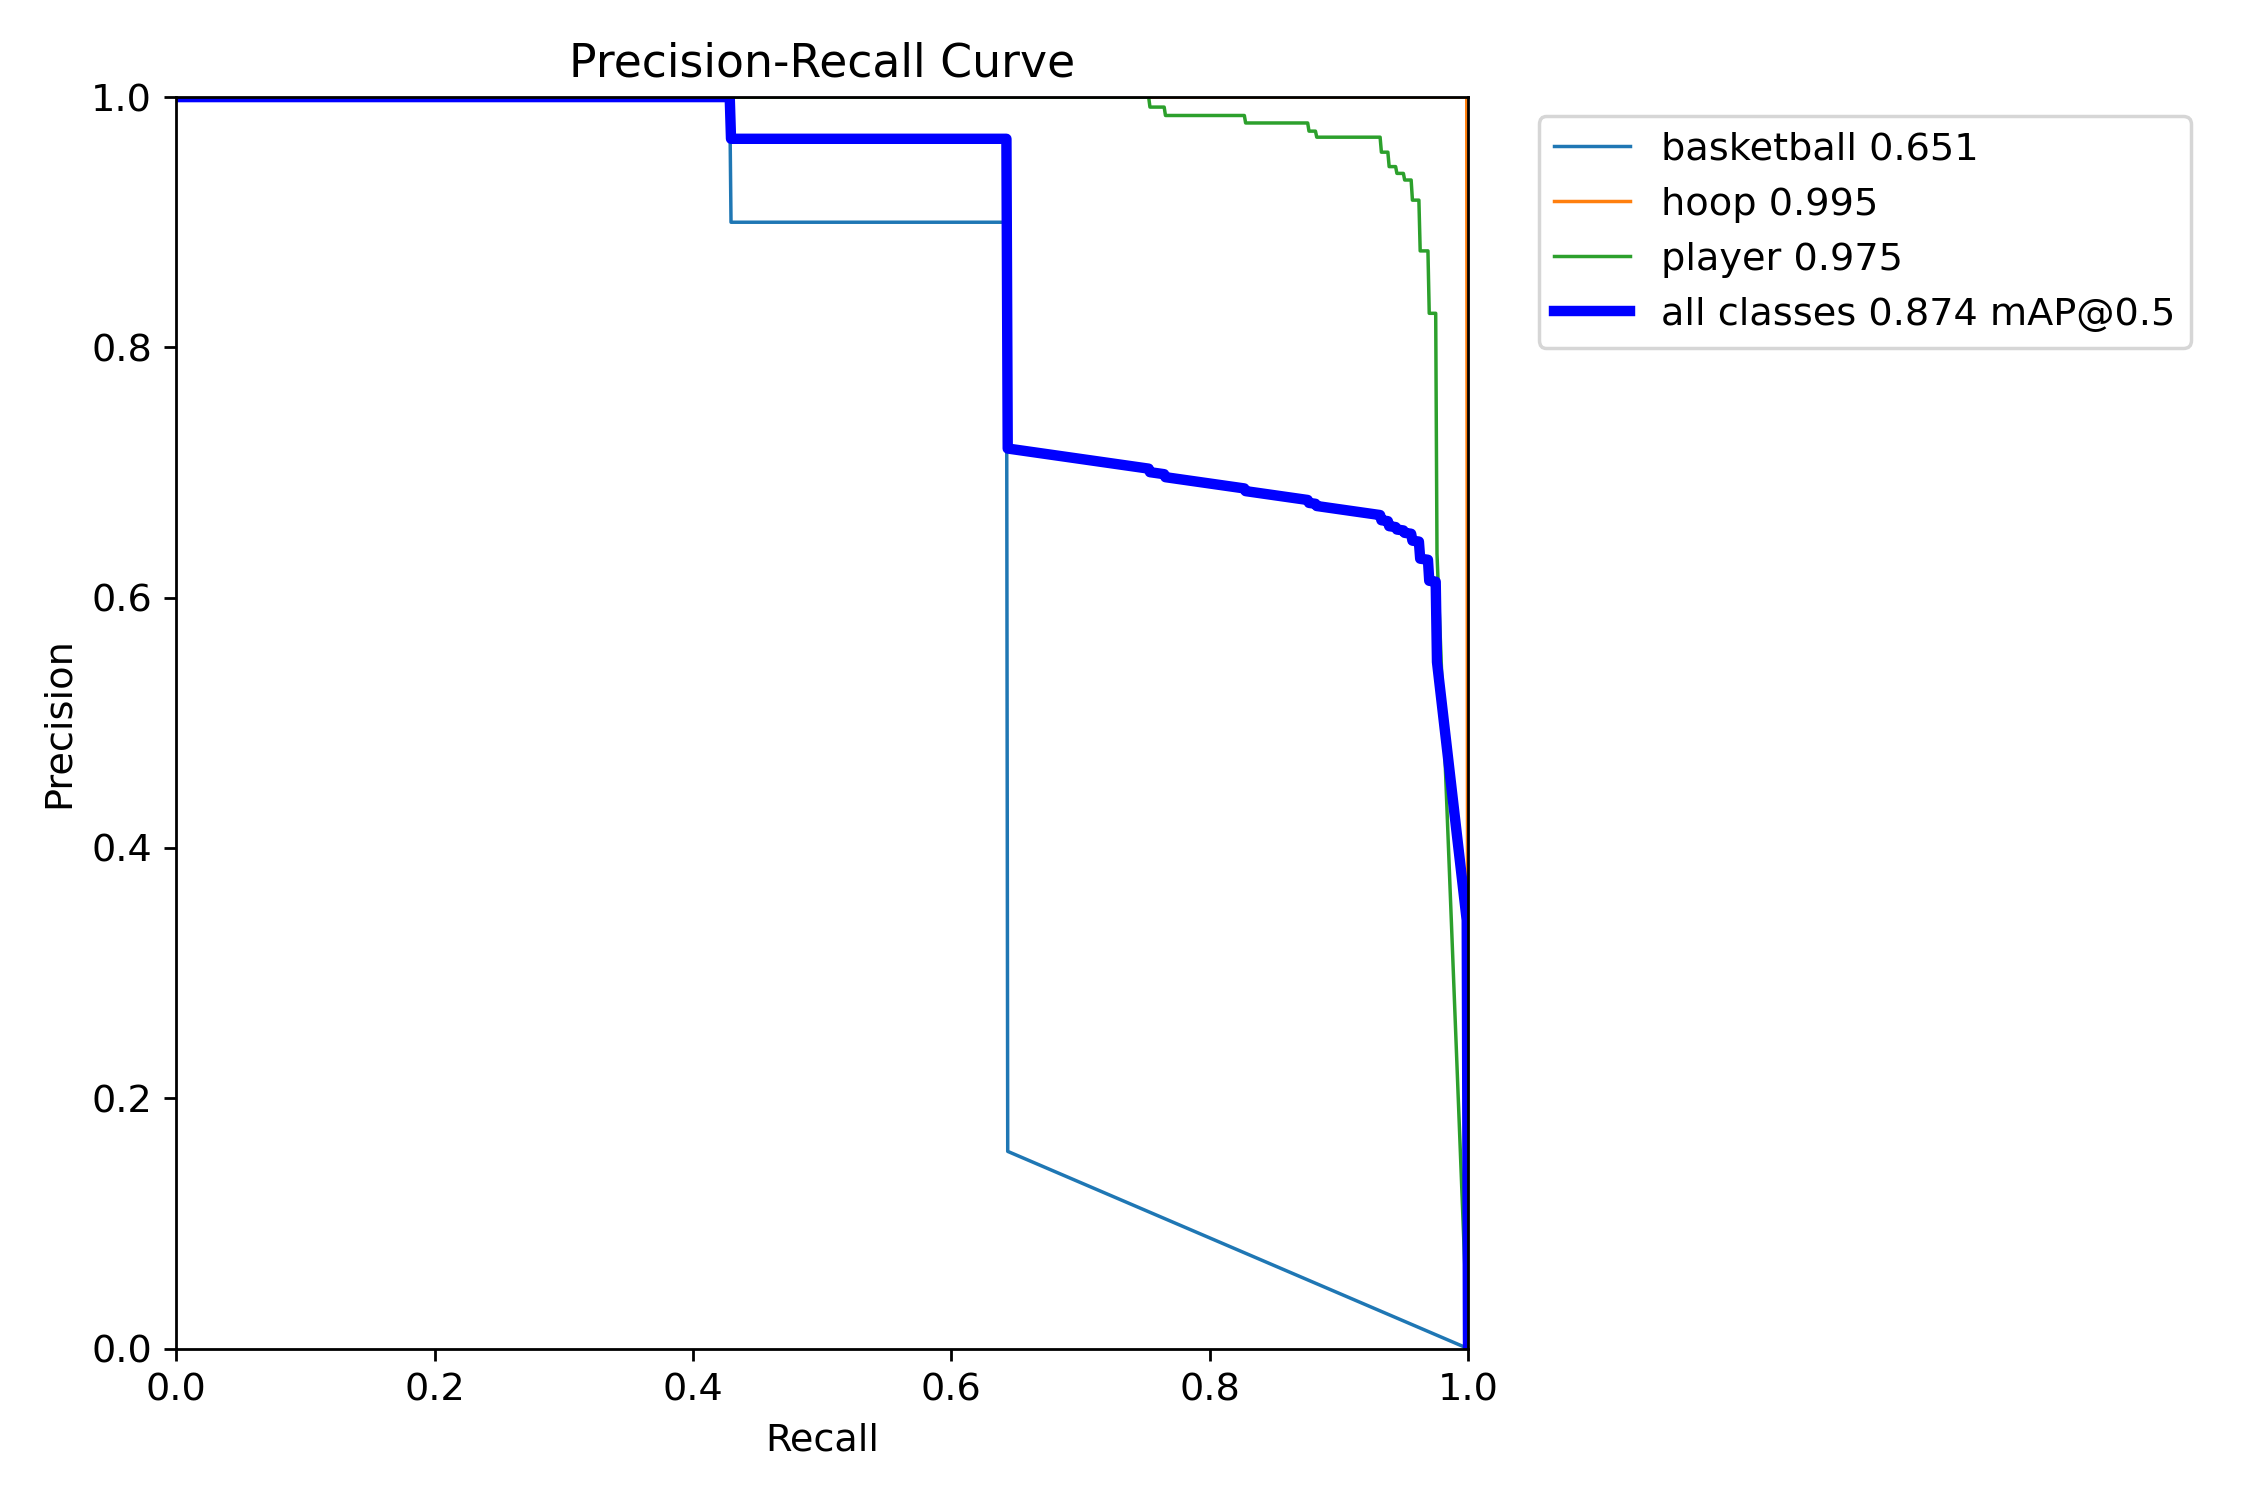 Precision-Recall Curve
1.0
0.8
0.6
0.4
0.2
0.0
Precision
0.0 0.2 0.4 0.6 0.8 1.0
Recall
basketball 0.651
hoop 0.995
player 0.975
all classes 0.874 mAP@0.5